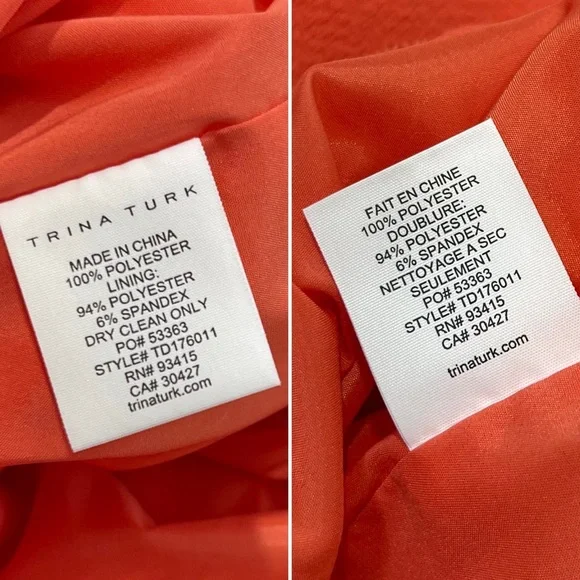 TRINA TURK
MADE IN CHINA
100% POLYESTER
LINING:
94% POLYESTER
6% SPANDEX
DRY CLEAN ONLY
PO# 53363
STYLE# TD176011
RN# 93415
CA# 30427
trinaturk.com
FAIT EN CHINE
100% POLYESTER
DOUBLURE:
94% POLYESTER
6% SPANDEX
NETTOYAGE A SEC
SEULEMENT
PO# 53363
STYLE# TD176011
RN# 93415
CA# 30427
trinaturk.com